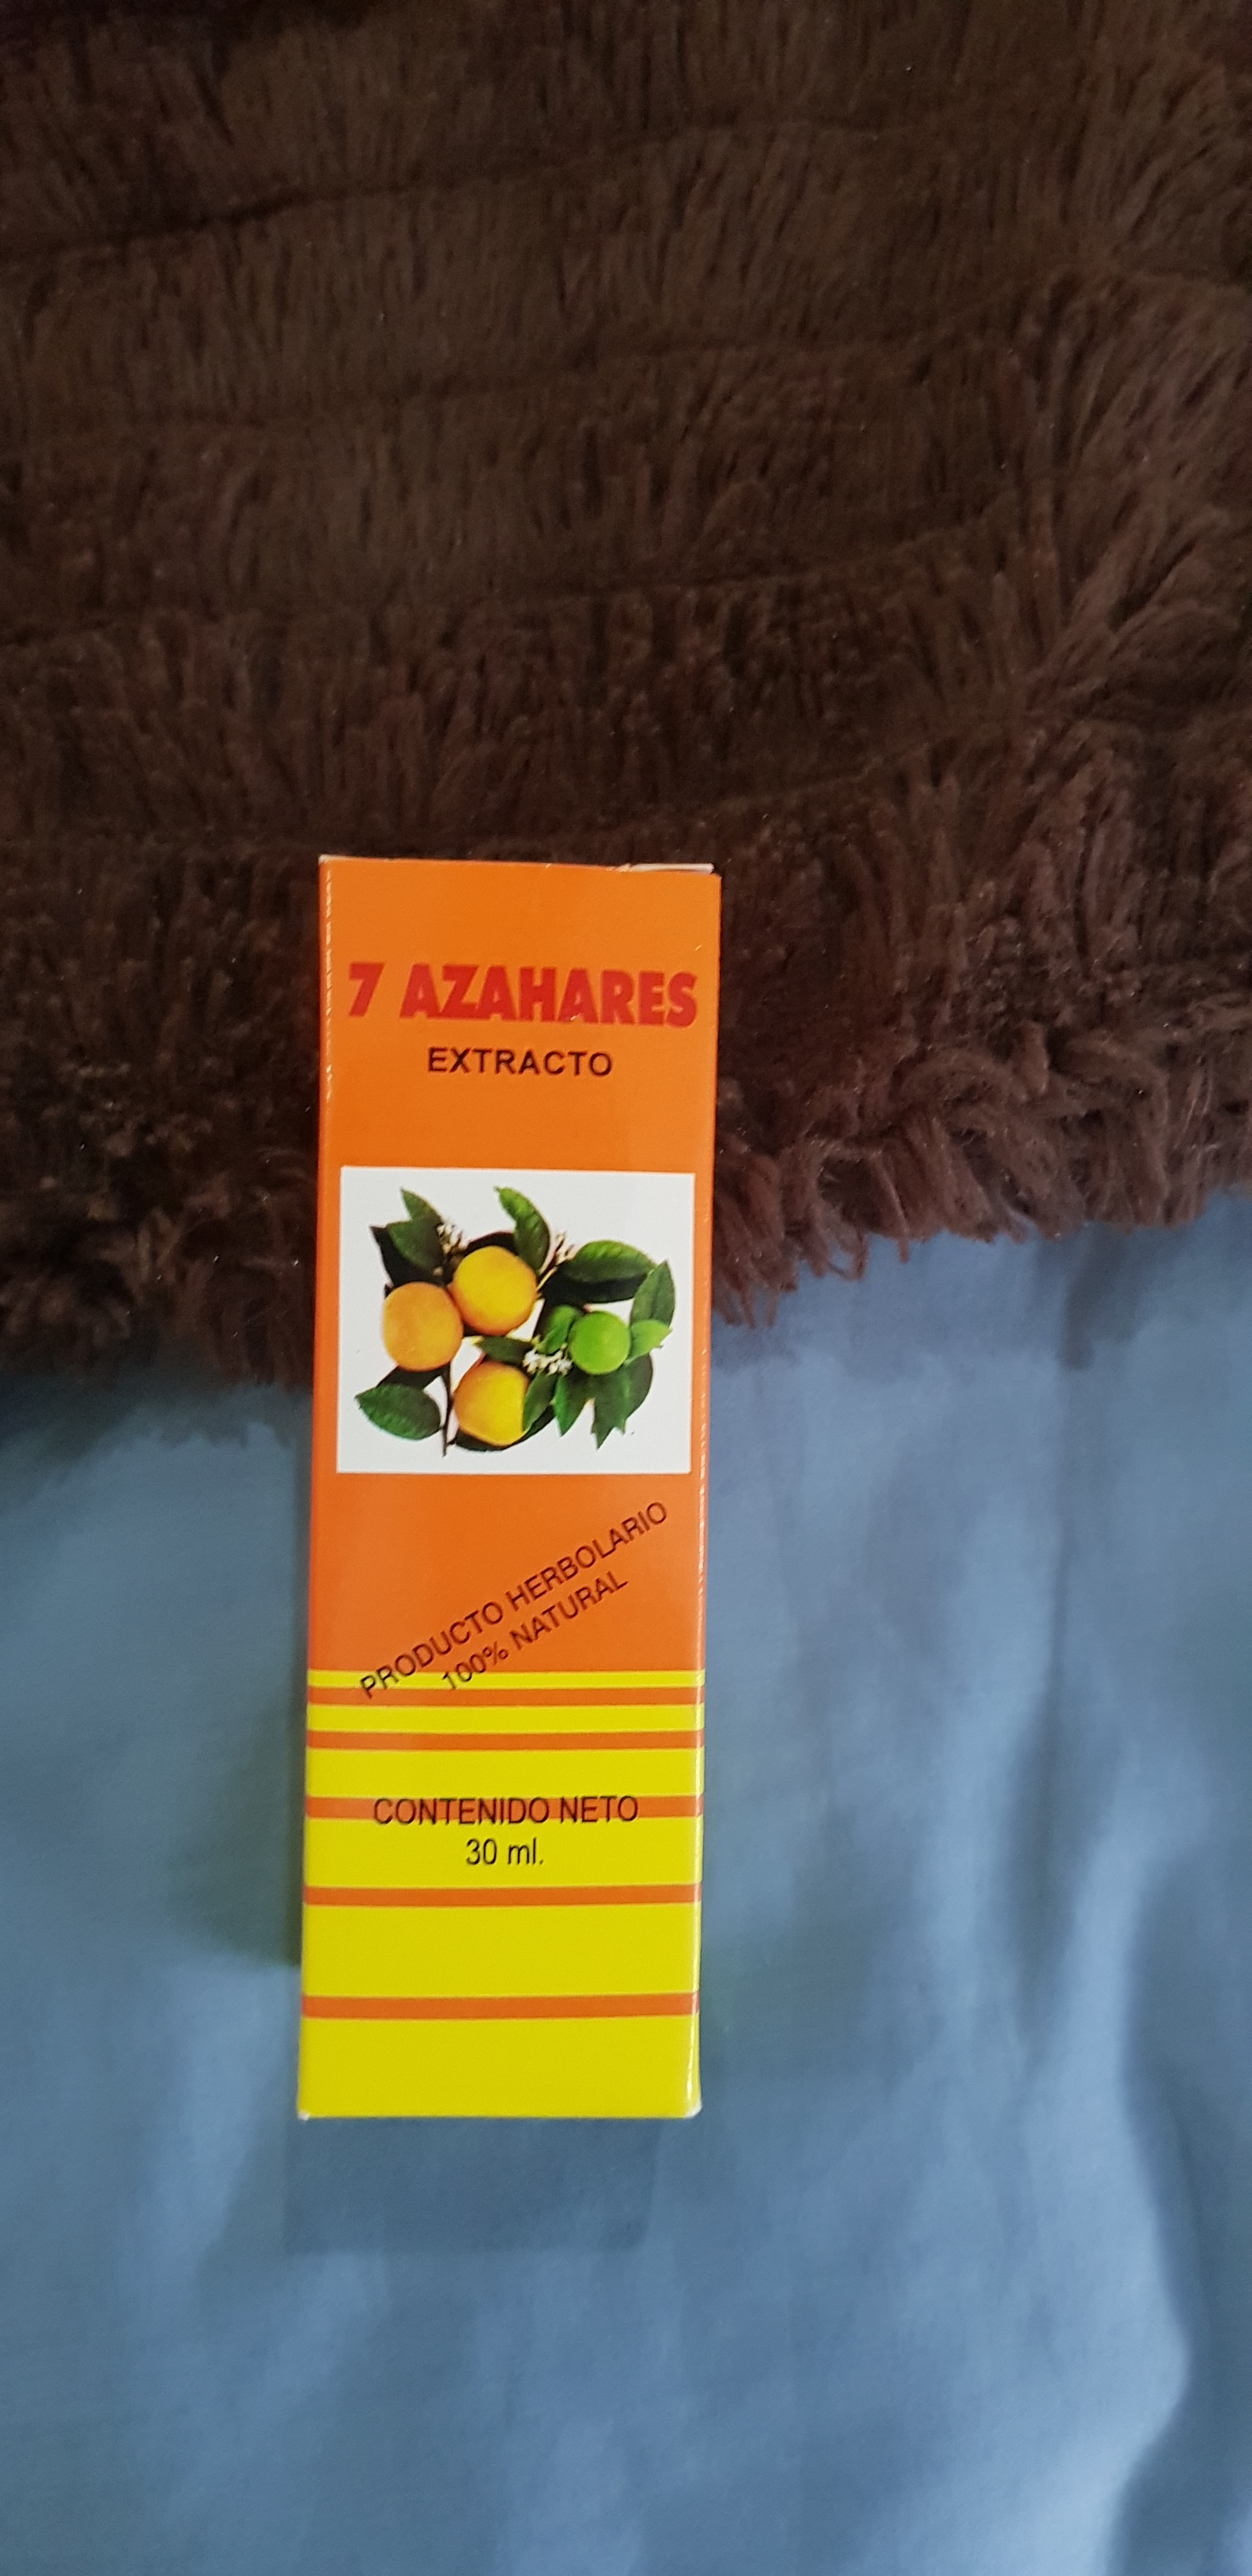 7 AZAHARES
EXTRACTO
PRODUCTO HERBOLARIO
100% NATURAL
CONTENIDO NETO
30 ml.